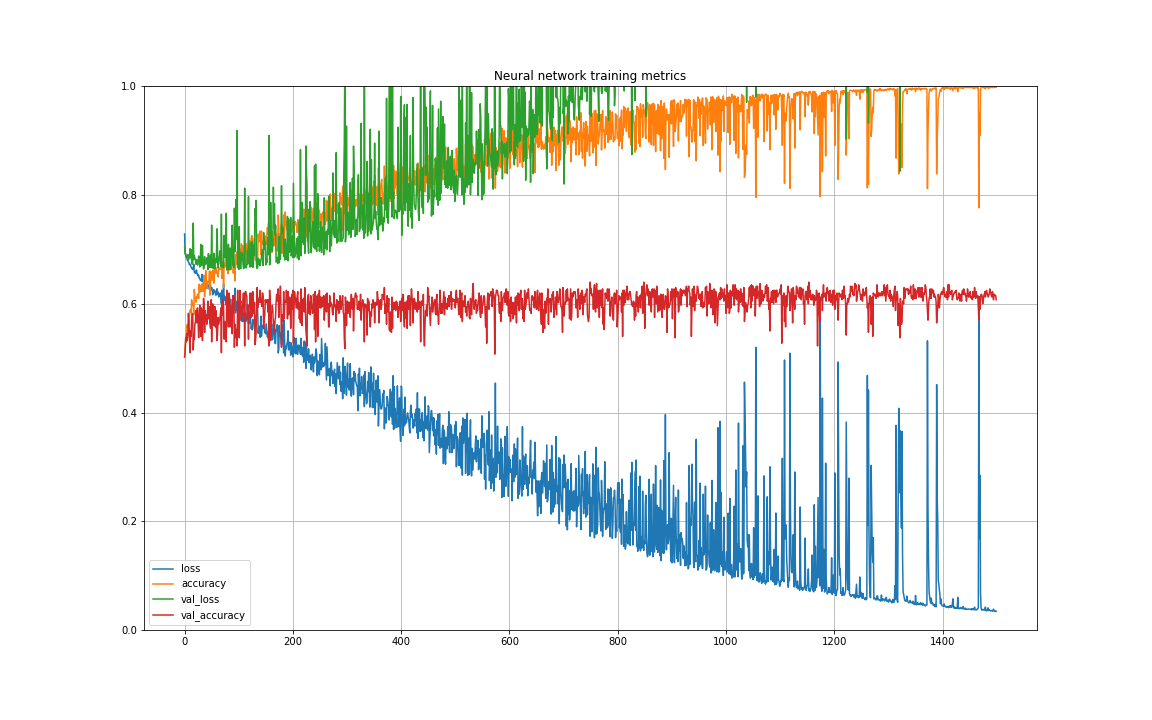 Neural network training metrics
1.0
0.8
0.6
0.4
0.2
0.0
loss
accuracy
val_loss
val_accuracy
0 200 400 600 800 1000 1200 1400